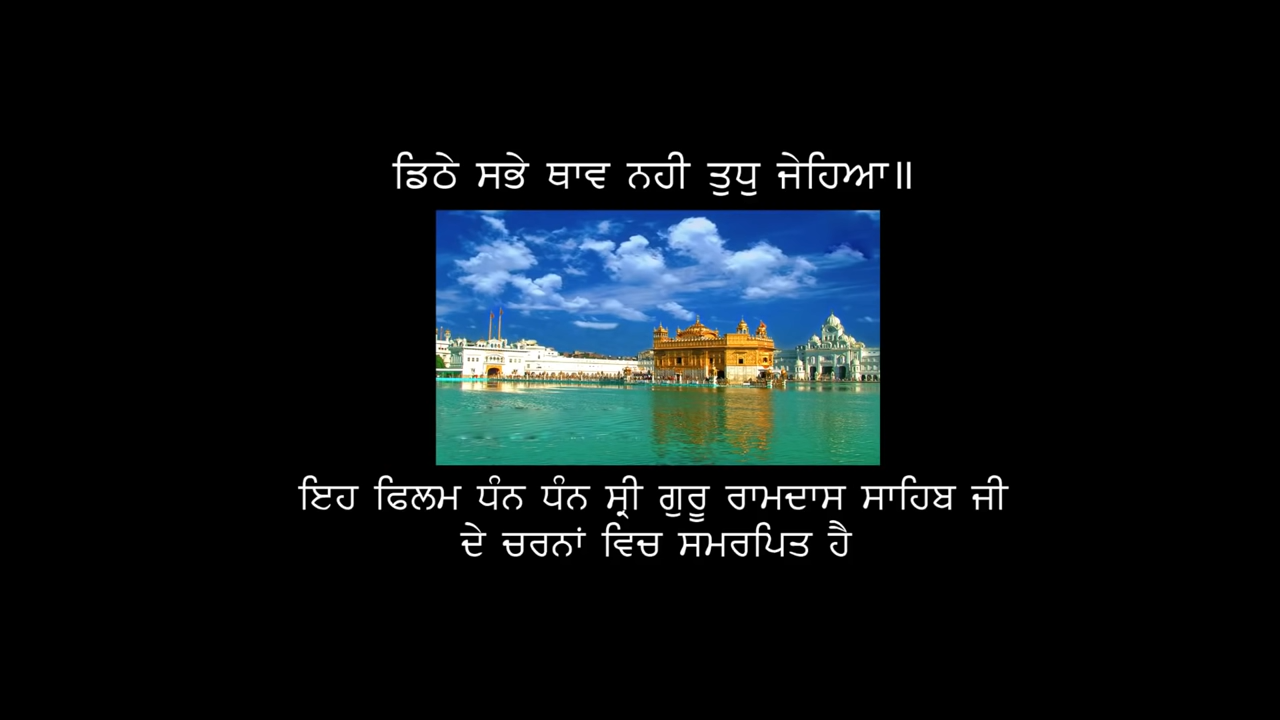 ਡਿਠੇ ਸਭੇ ਥਾਵ ਨਹੀ ਤੁਧੁ ਜੇਹਿਆ॥
ਇਹ ਫਿਲਮ ਧੰਨ ਧੰਨ ਸ੍ਰੀ ਗੁਰੂ ਰਾਮਦਾਸ ਸਾਹਿਬ ਜੀ
ਦੇ ਚਰਨਾਂ ਵਿਚ ਸਮਰਪਿਤ ਹੈ